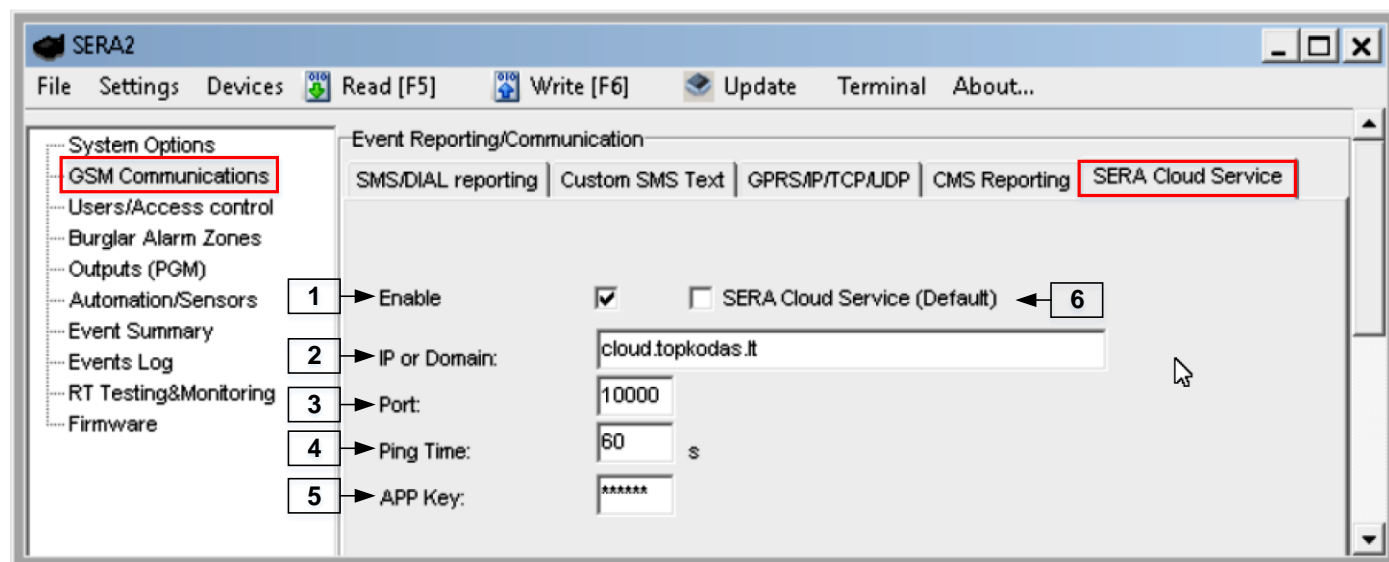 SERA2
File Settings Devices Read [F5] Write [F6] Update Terminal About...
System Options
GSM Communications
Users/Access control
Burglar Alarm Zones
Outputs (PGM)
Automation/Sensors
Event Summary
Events Log
RT Testing&Monitoring
Firmware
Event Reporting/Communication
SMS/DIAL reporting Custom SMS Text GPRS/IP/TCP/UDP CMS Reporting SERA Cloud Service
1 Enable SERA Cloud Service (Default) 6
2 IP or Domain: cloud.topkodas.lt
3 Port: 10000
4 Ping Time: 60 s
5 APP Key: ******